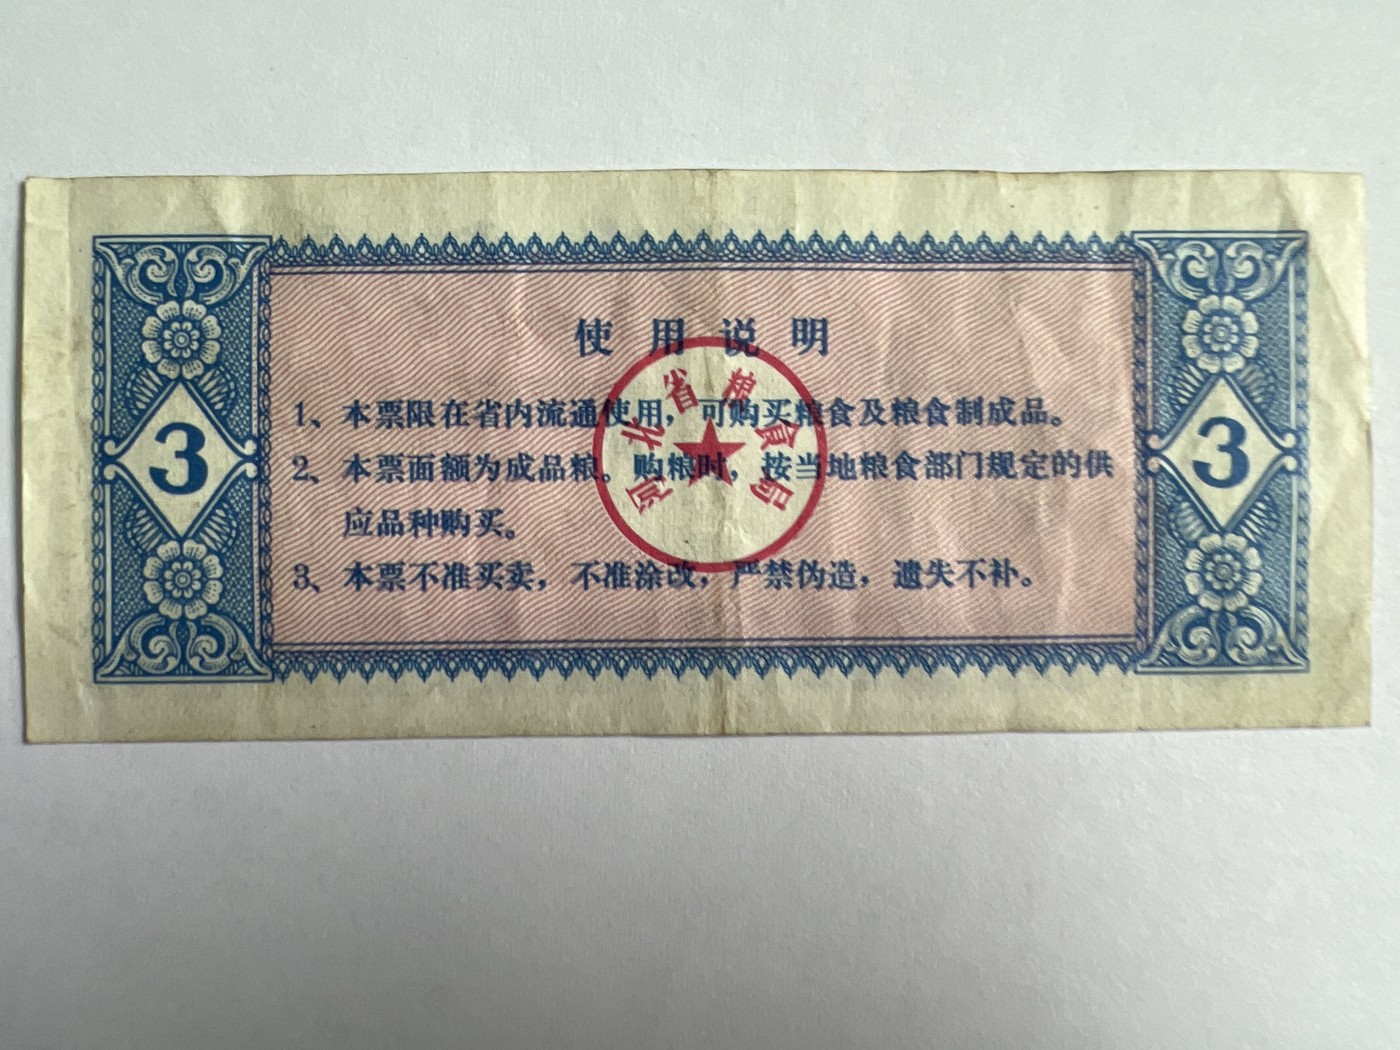 使用说明
1、本票限在省内流通使用，可购买粮食及粮食制成品。
2、本票面额为成品粮。购粮时，按当地粮食部门规定的供
应品种购买。
3、本票不准买卖，不准涂改，严禁伪造，遗失不补。
河北省粮食局
3
3